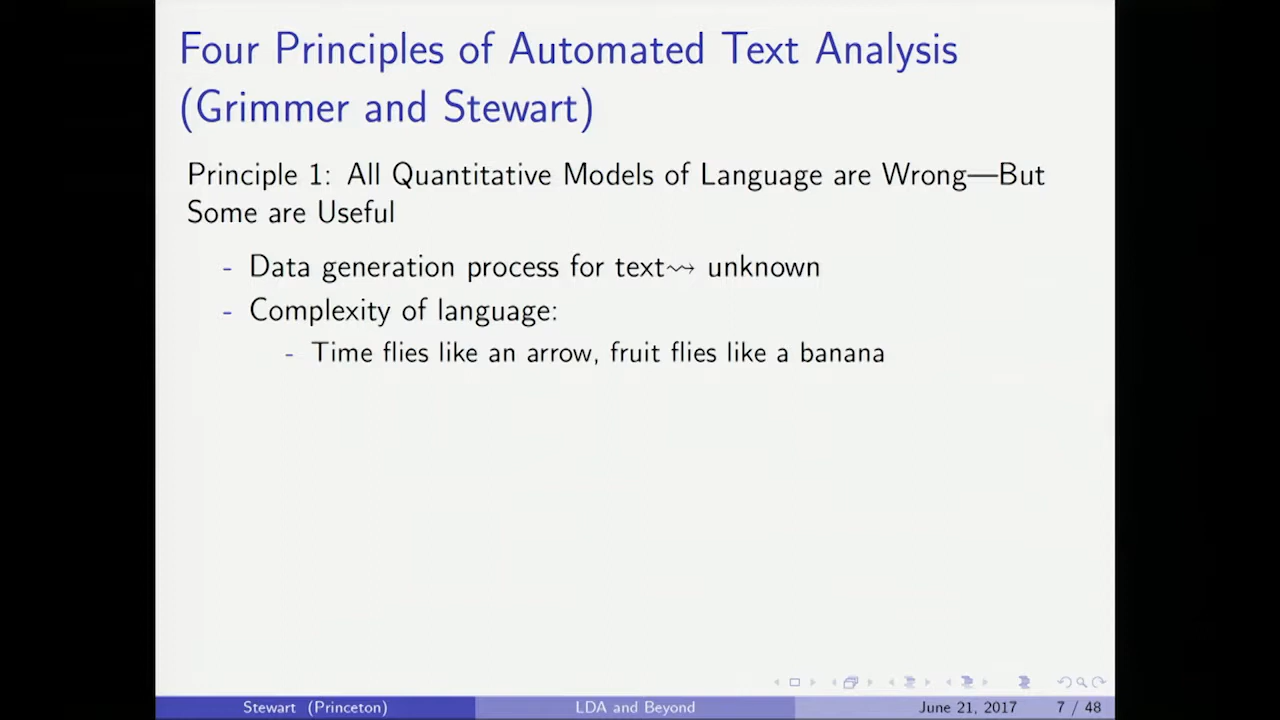 Four Principles of Automated Text Analysis
(Grimmer and Stewart)
Principle 1: All Quantitative Models of Language are Wrong—But
Some are Useful
- Data generation process for text⇝ unknown
- Complexity of language:
- Time flies like an arrow, fruit flies like a banana
Stewart (Princeton) LDA and Beyond June 21, 2017 7 / 48